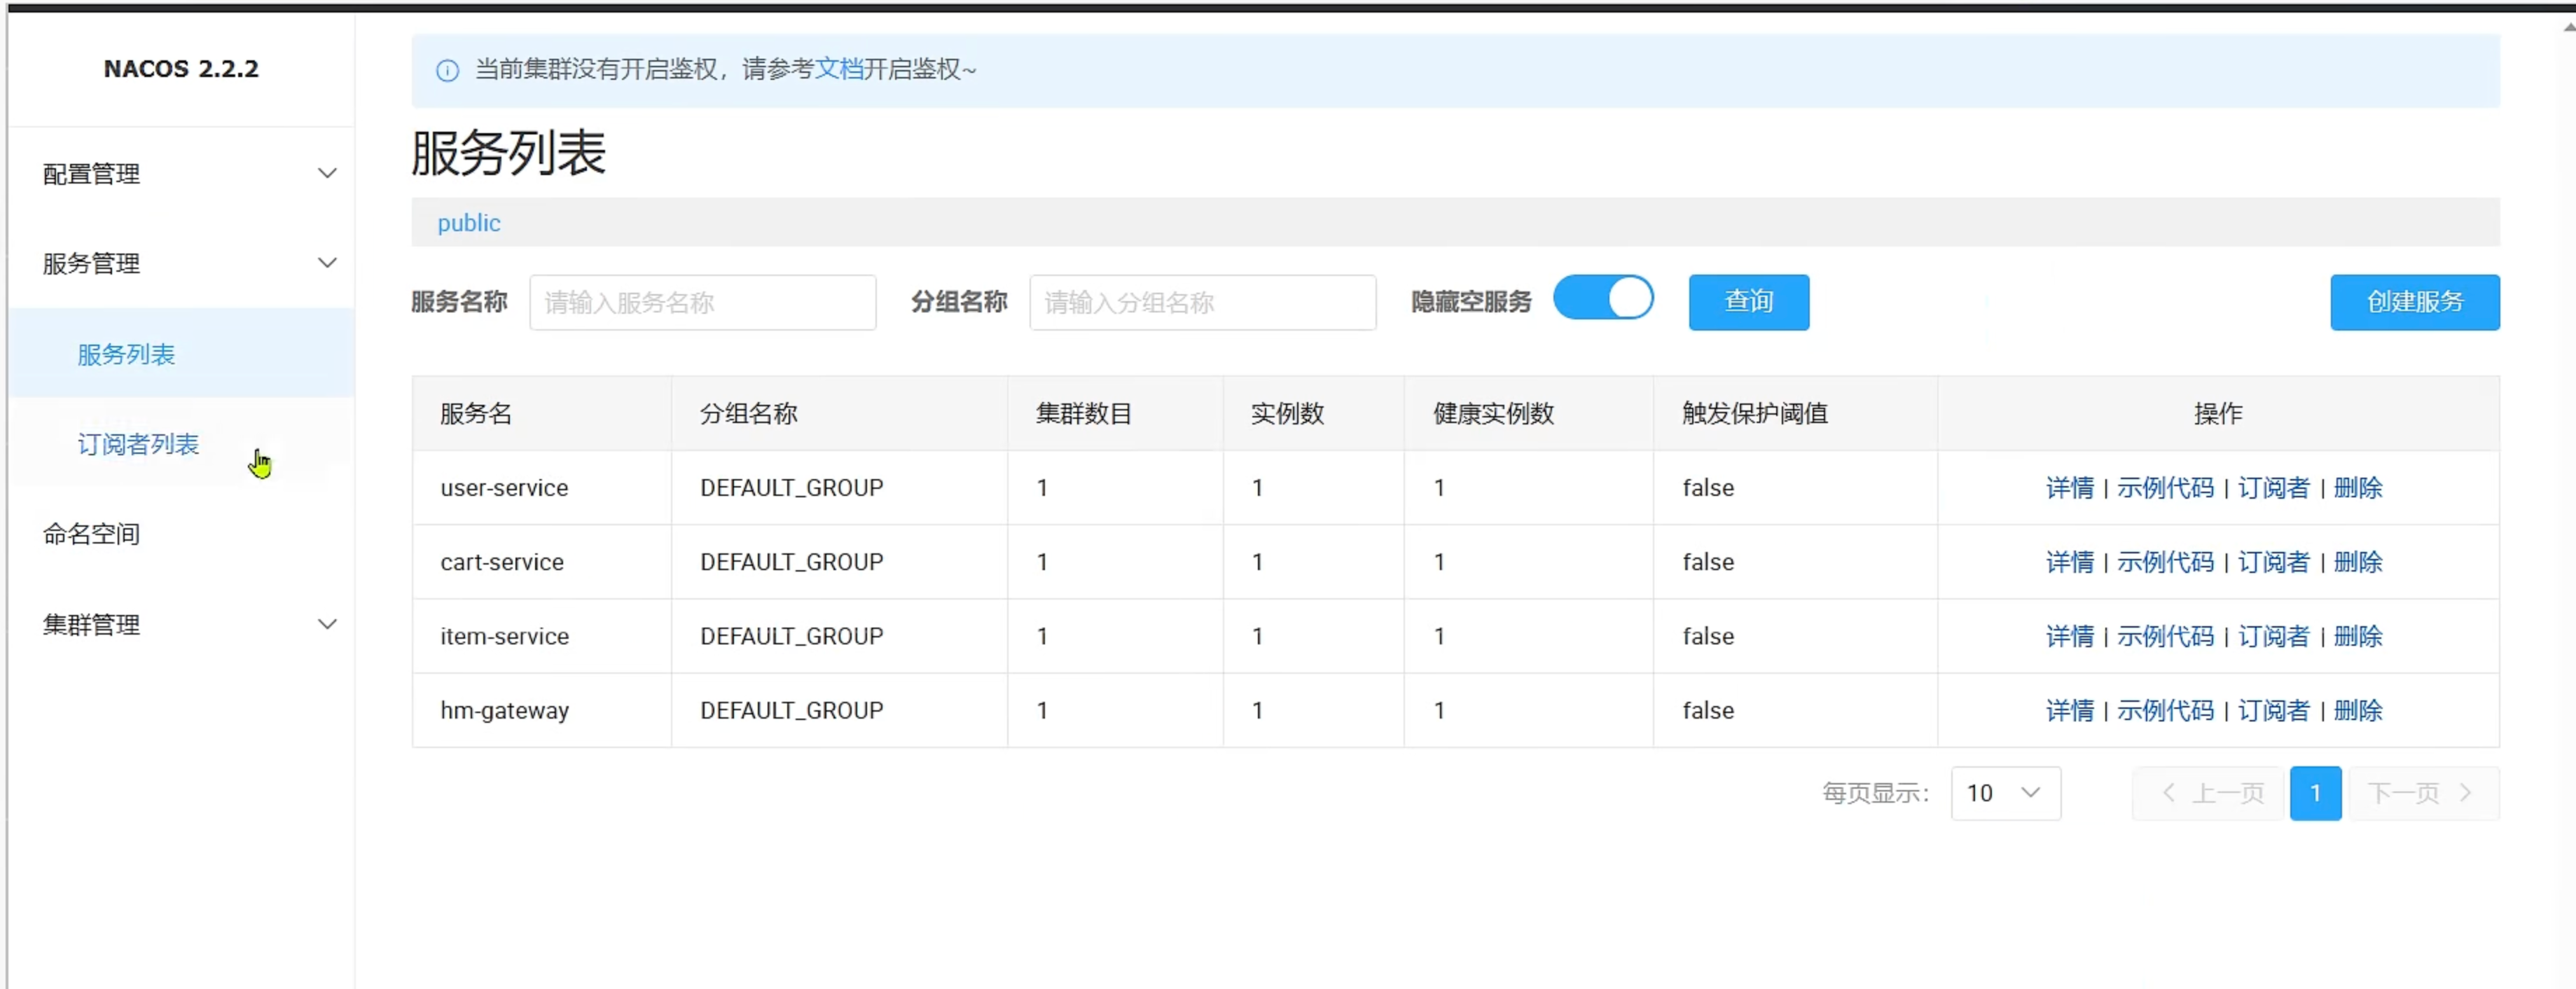 NACOS 2.2.2
配置管理
服务管理
服务列表
订阅者列表
命名空间
集群管理
当前集群没有开启鉴权，请参考文档开启鉴权~
服务列表
public
服务名称 请输入服务名称 分组名称 请输入分组名称 隐藏空服务 查询 创建服务
服务名 分组名称 集群数目 实例数 健康实例数 触发保护阈值 操作
user-service DEFAULT_GROUP 1 1 1 false 详情 | 示例代码 | 订阅者 | 删除
cart-service DEFAULT_GROUP 1 1 1 false 详情 | 示例代码 | 订阅者 | 删除
item-service DEFAULT_GROUP 1 1 1 false 详情 | 示例代码 | 订阅者 | 删除
hm-gateway DEFAULT_GROUP 1 1 1 false 详情 | 示例代码 | 订阅者 | 删除
每页显示： 10 上一页 1 下一页